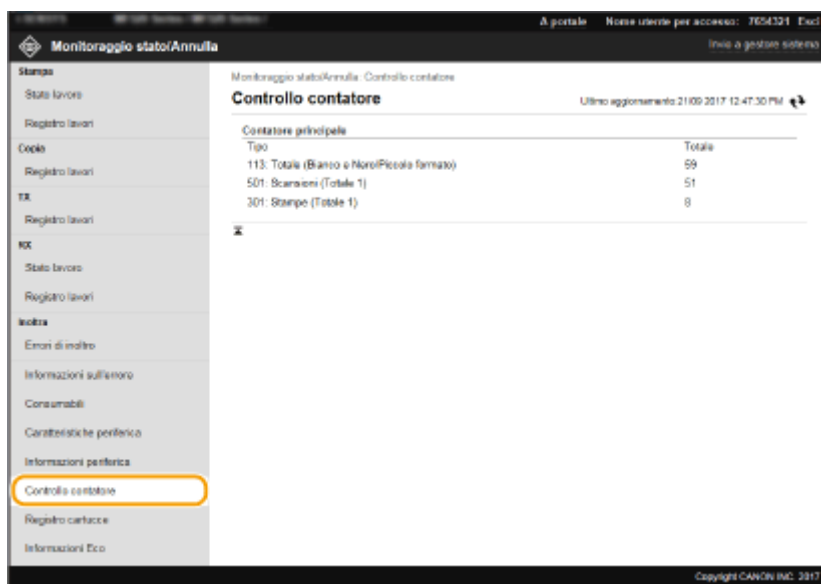 A portale Nome utente per accesso: 7654321 Esci
Monitoraggio stato/Annulla
Invio a gestore sistema
Stampa
Stato lavoro
Registro lavori
Copia
Registro lavori
TX
Registro lavori
RX
Stato lavoro
Registro lavori
Inoltra
Errori di inoltro
Informazioni sull'errore
Consumabili
Caratteristiche periferica
Informazioni periferica
Controllo contatore
Registro cartucce
Informazioni Eco
Monitoraggio stato/Annulla: Controllo contatore
Controllo contatore
Ultimo aggiornamento:21/09 2017 12:47:30 PM
Contatore principale
Tipo Totale
113: Totale (Bianco e Nero/Piccolo formato) 59
501: Scansioni (Totale 1) 51
301: Stampe (Totale 1) 8
Copyright CANON INC. 2017